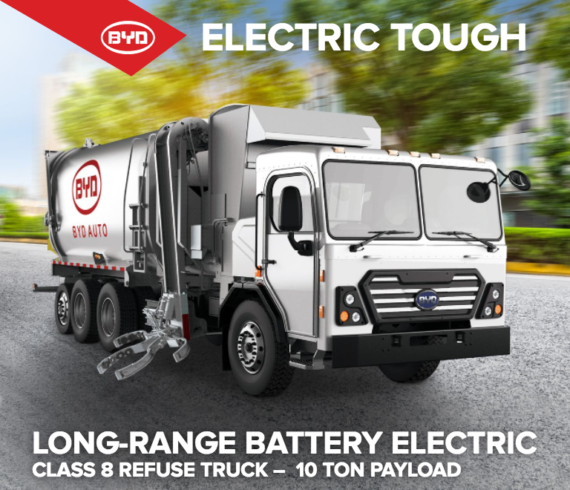 BYD
ELECTRIC TOUGH
BYD
BYD AUTO
BYD
LONG-RANGE BATTERY ELECTRIC
CLASS 8 REFUSE TRUCK – 10 TON PAYLOAD